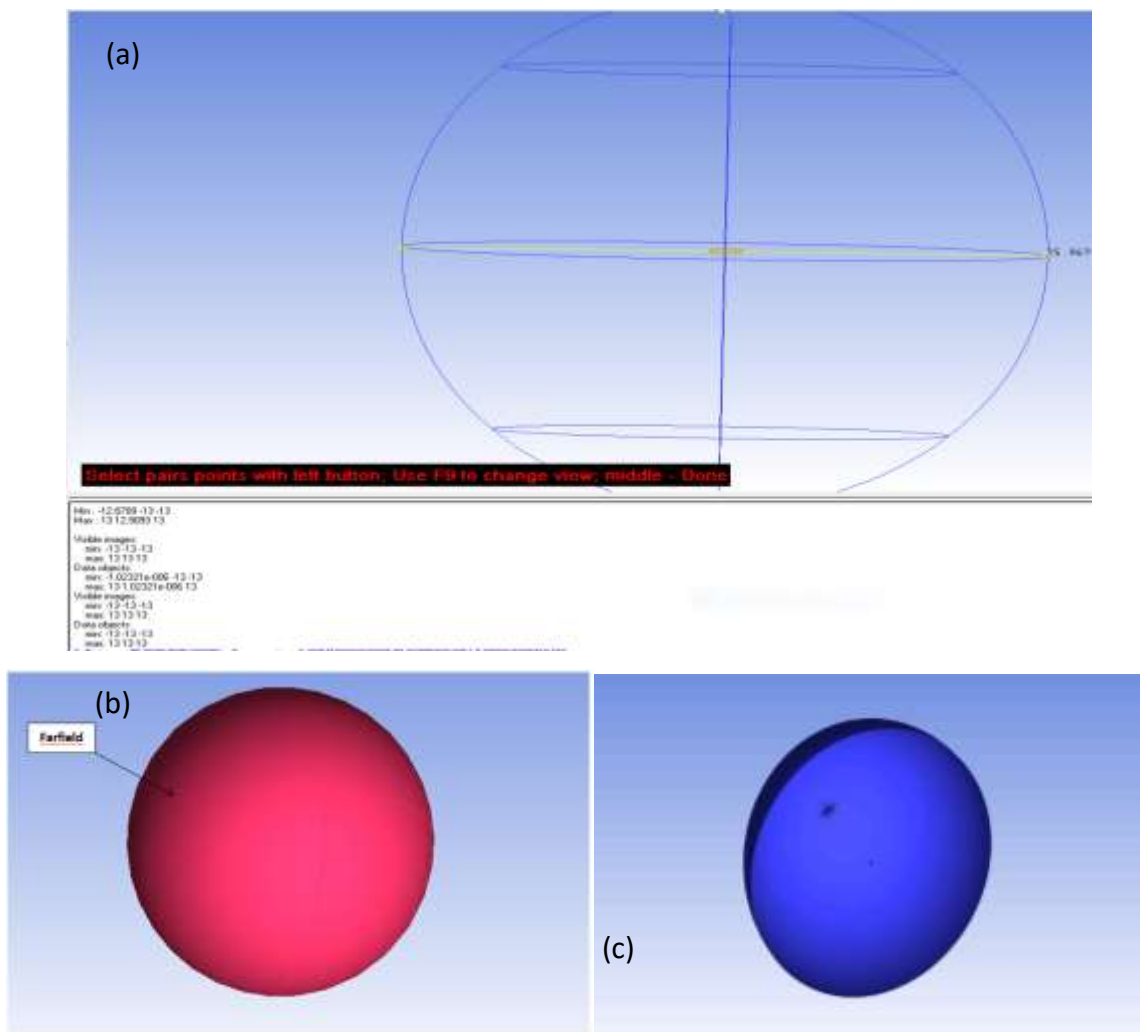 (a)
Select pairs points with left button; Use F9 to change view; middle - Done
Min : -12.6789 -13 -13
Max : 13 12.9893 13
Visible images:
min: -13 -13 -13
max: 13 13 13
Data objects:
min: -1.02321e-006 -13 -13
max: 13 1.02321e-006 13
Visible images:
min: -13 -13 -13
max: 13 13 13
Data objects:
min: -13 -13 -13
max: 13 13 13
(b)
Farfield
(c)